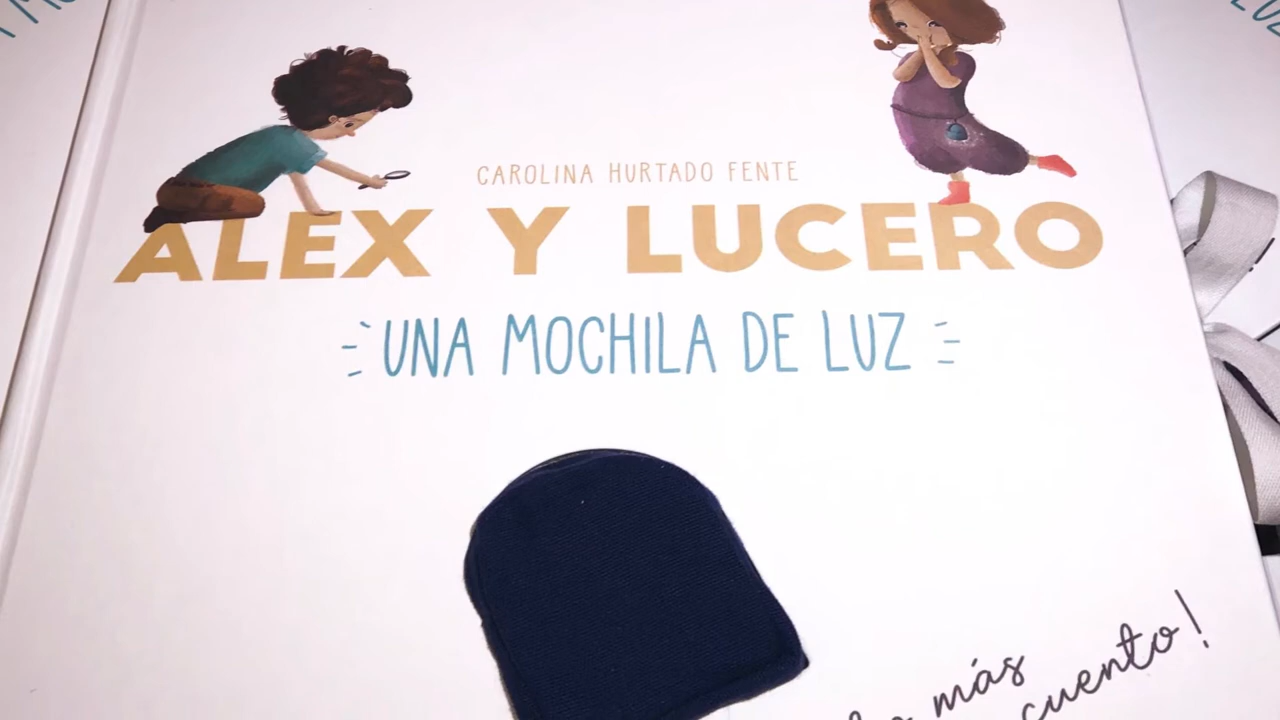 CAROLINA HURTADO FENTE
ALEX Y LUCERO
UNA MOCHILA DE LUZ
más
cuento!